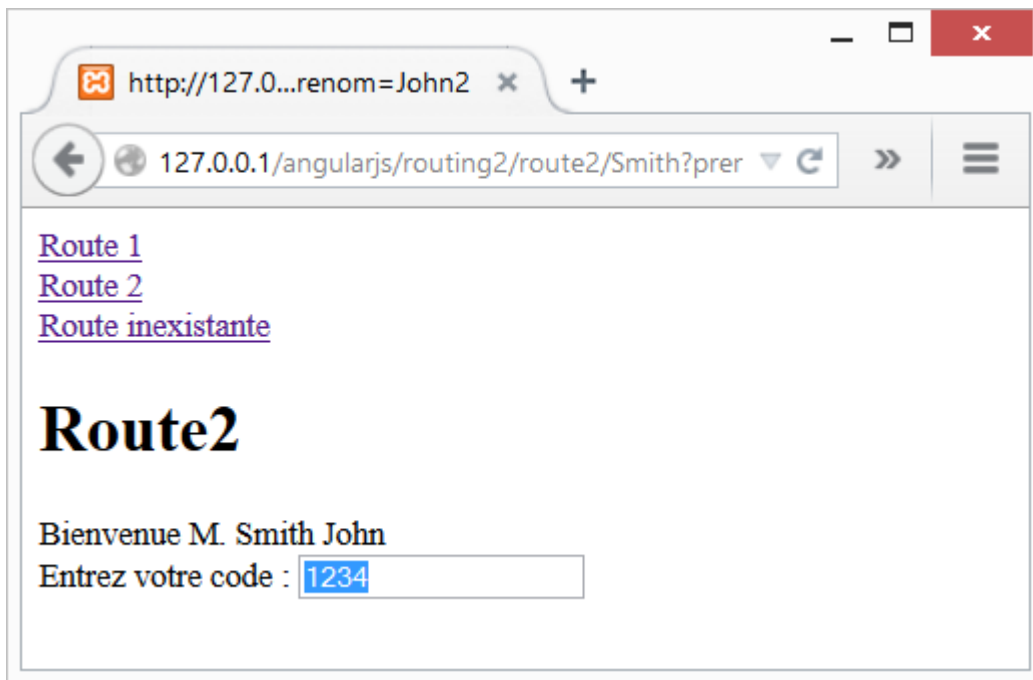 http://127.0...renom=John2
127.0.0.1/angularjs/routing2/route2/Smith?prer
Route 1
Route 2
Route inexistante
Route2
Bienvenue M. Smith John
Entrez votre code : 1234